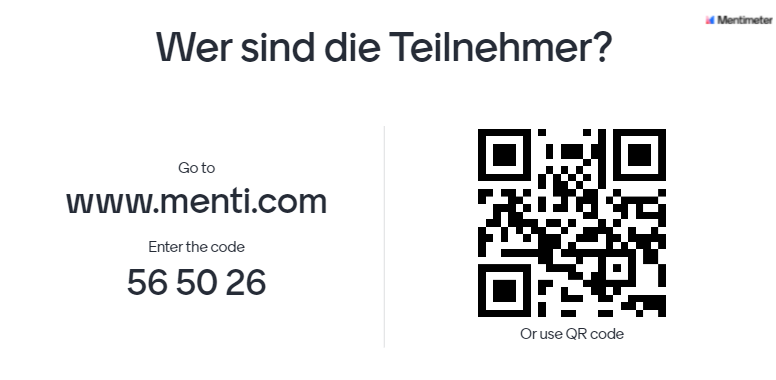 Mentimeter
Wer sind die Teilnehmer?
Go to
www.menti.com
Enter the code
56 50 26
Or use QR code